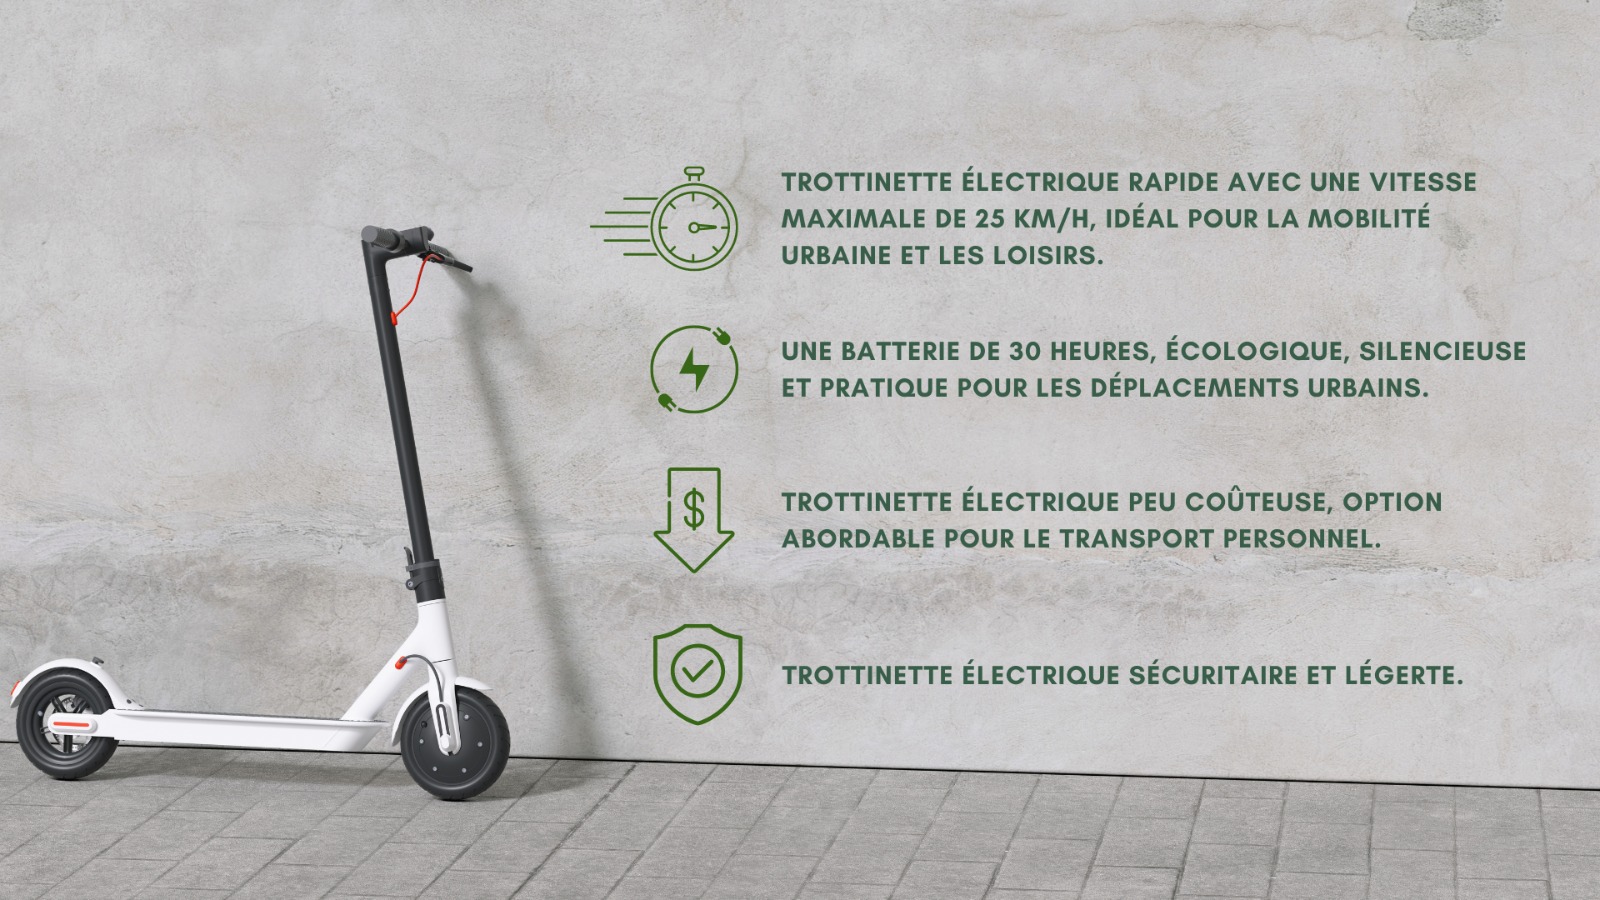 TROTTINETTE ÉLECTRIQUE RAPIDE AVEC UNE VITESSE
MAXIMALE DE 25 KM/H, IDÉAL POUR LA MOBILITÉ
URBAINE ET LES LOISIRS.
UNE BATTERIE DE 30 HEURES, ÉCOLOGIQUE, SILENCIEUSE
ET PRATIQUE POUR LES DÉPLACEMENTS URBAINS.
$
TROTTINETTE ÉLECTRIQUE PEU COÛTEUSE, OPTION
ABORDABLE POUR LE TRANSPORT PERSONNEL.
TROTTINETTE ÉLECTRIQUE SÉCURITAIRE ET LÉGERTE.